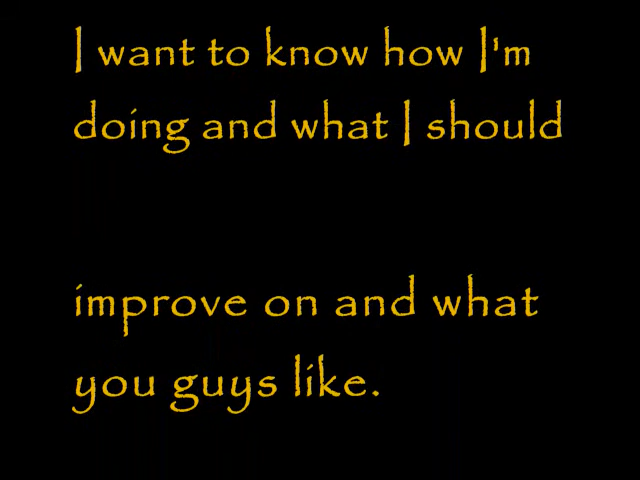 I want to know how I'm
doing and what I should
improve on and what
you guys like.